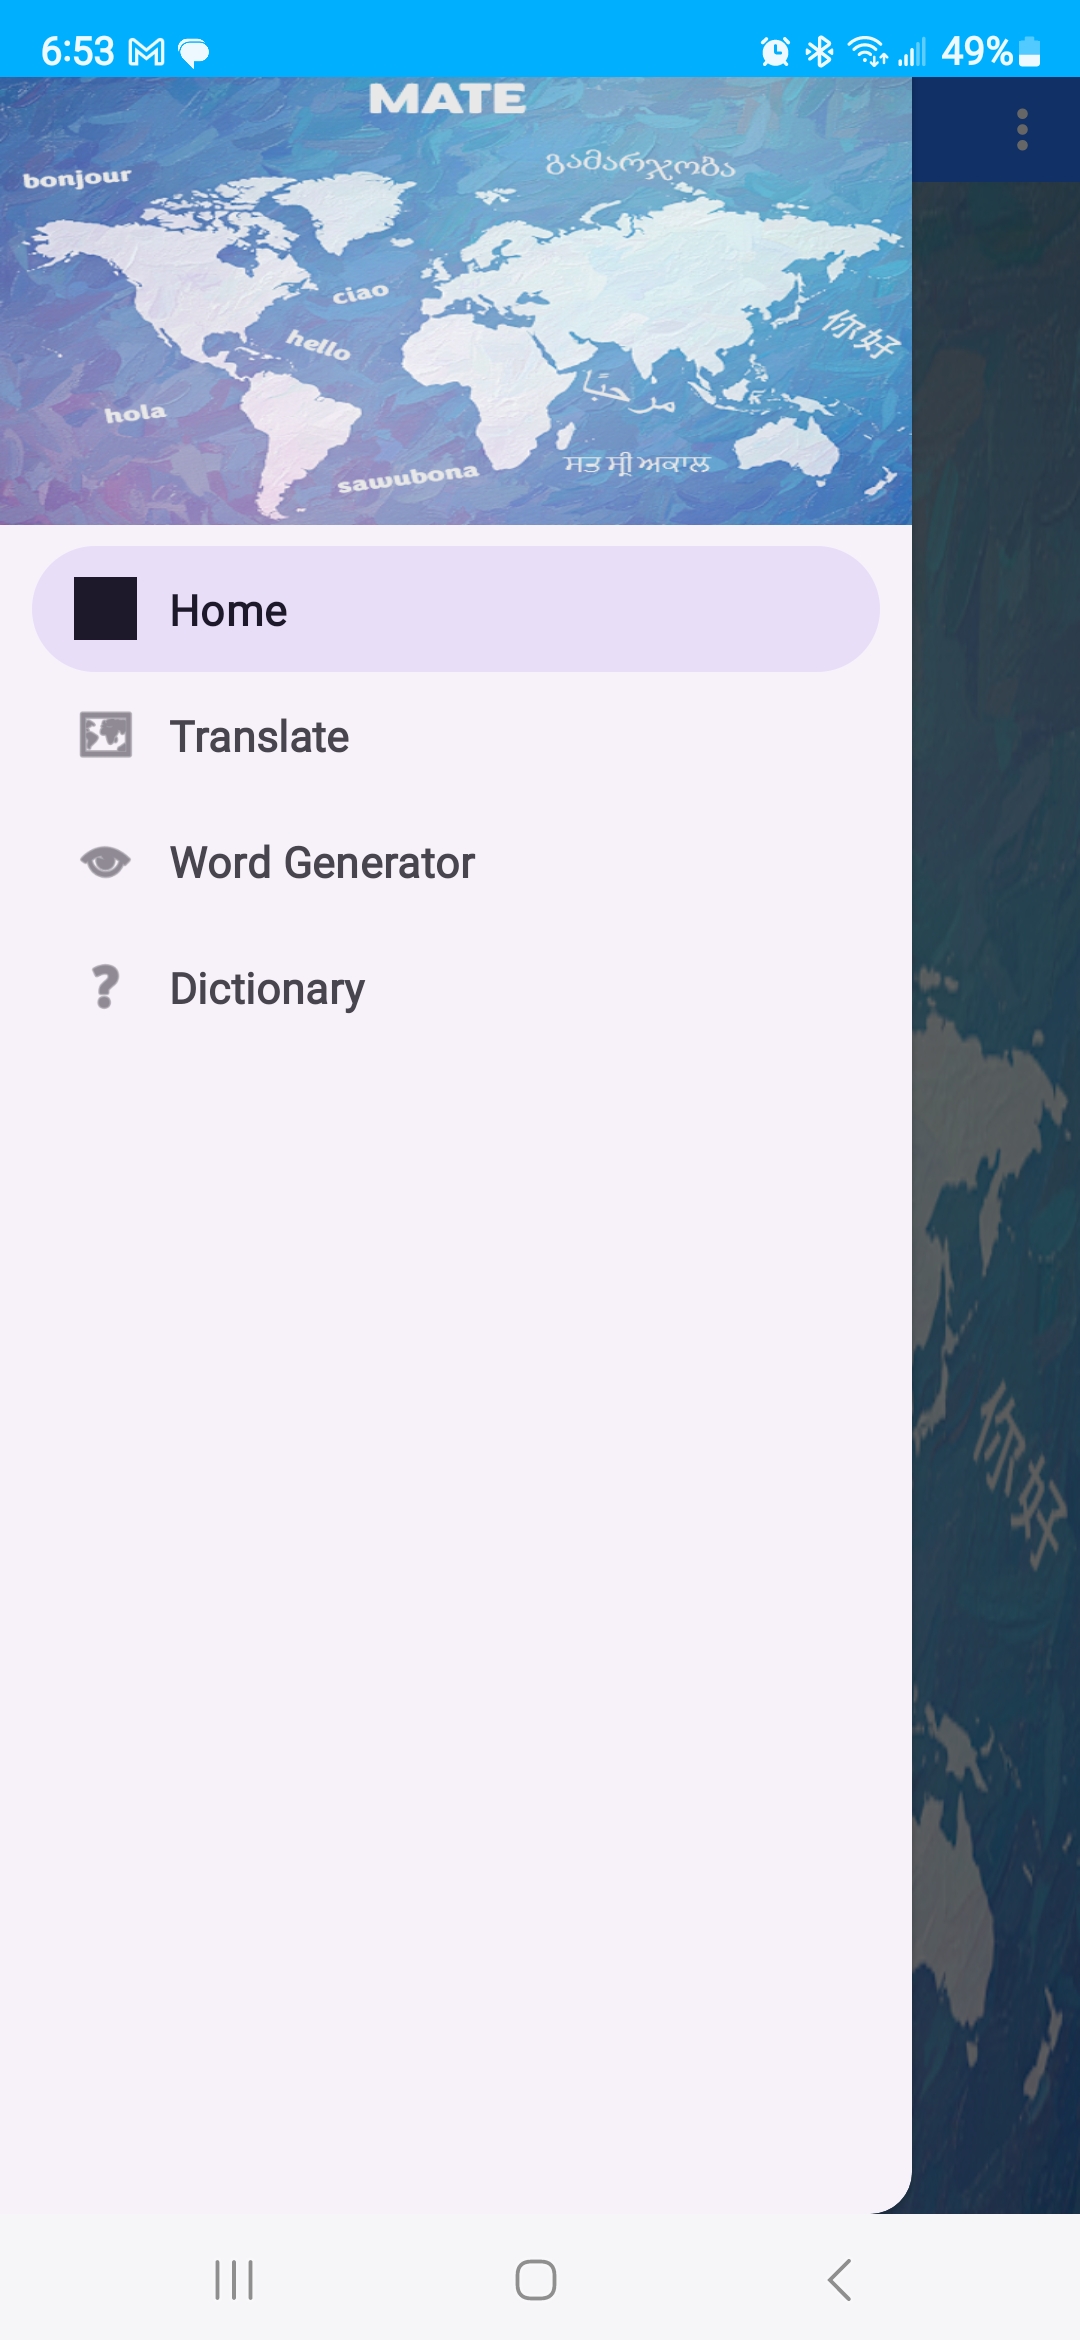 6:53
49%
MATE
გამარჯობა
bonjour
ciao
你好
hello
مرحبًا
hola
ਸਤ ਸ੍ਰੀ ਅਕਾਲ
sawubona
Home
Translate
Word Generator
Dictionary
你好